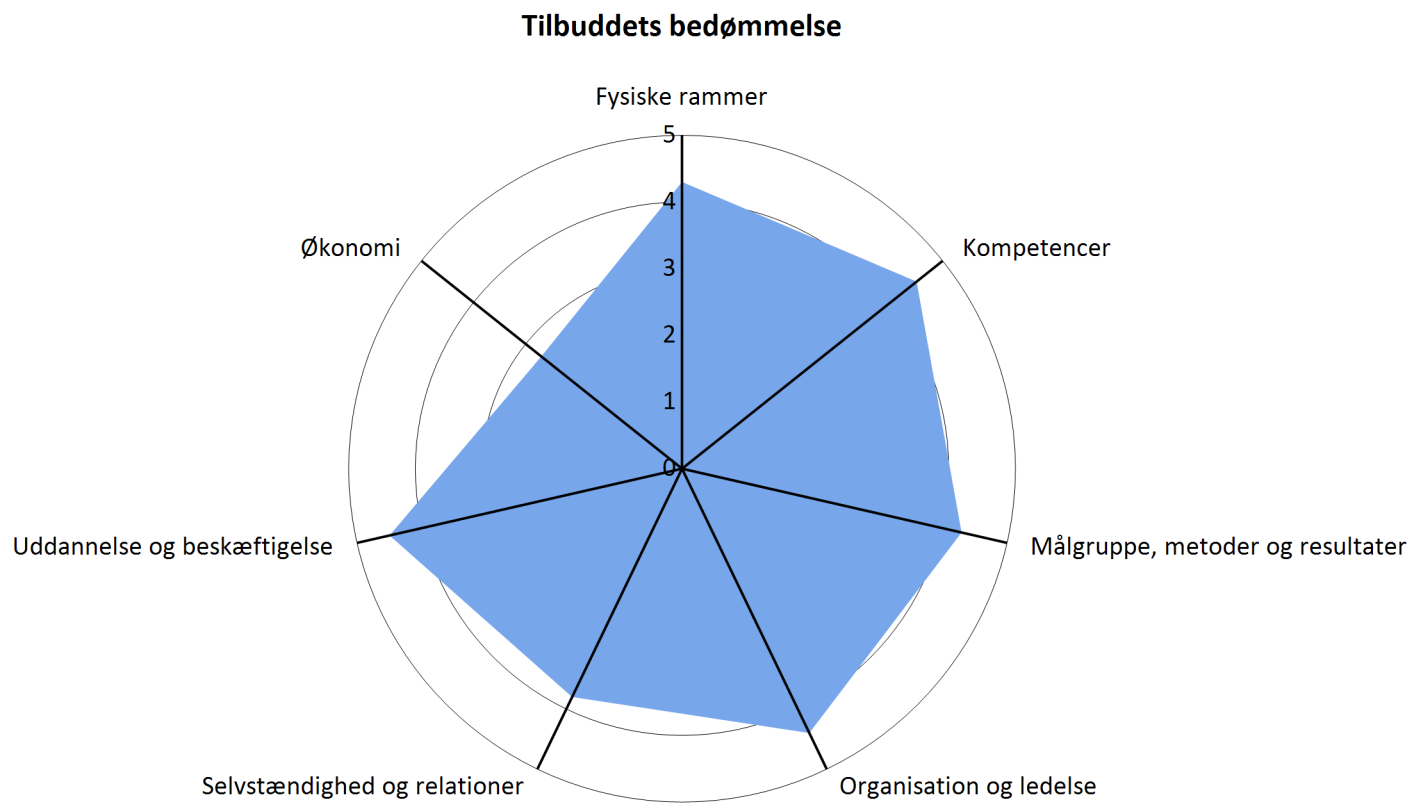 Tilbuddets bedømmelse
Fysiske rammer
5
4
3
2
1
0
Økonomi
Kompetencer
Uddannelse og beskæftigelse
Målgruppe, metoder og resultater
Selvstændighed og relationer
Organisation og ledelse